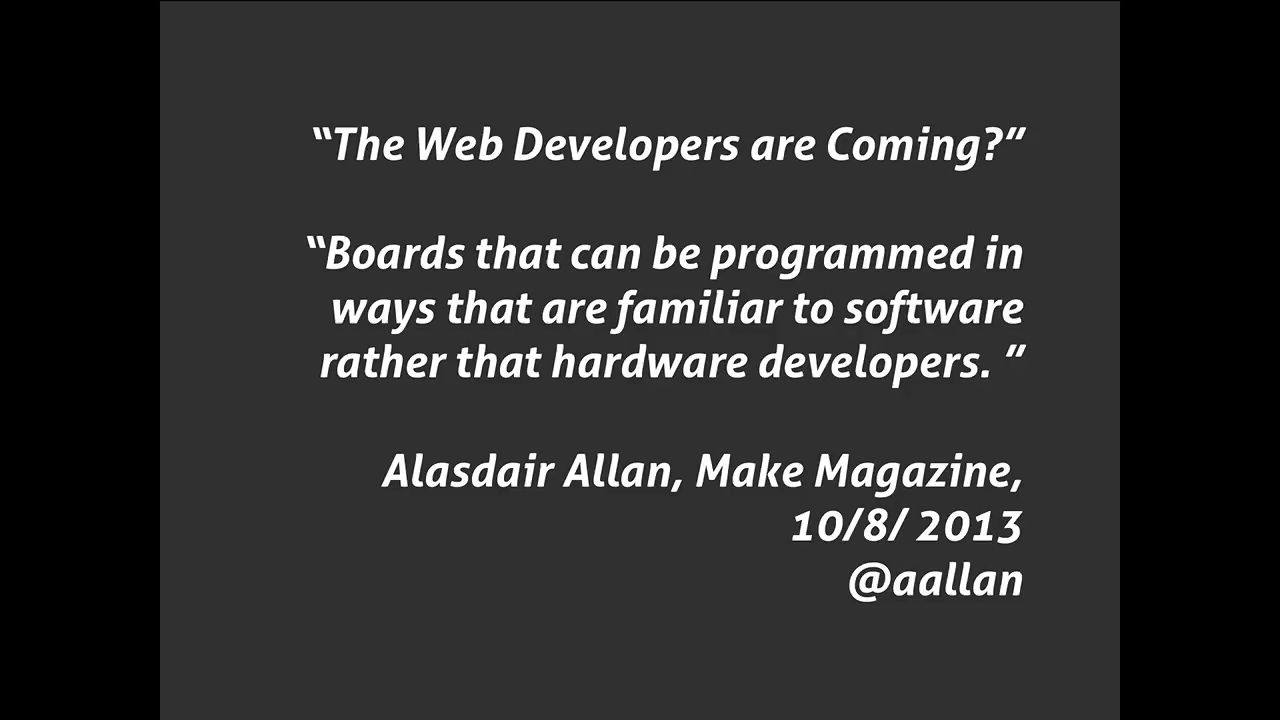 “The Web Developers are Coming?”
“Boards that can be programmed in
ways that are familiar to software
rather that hardware developers. ”
Alasdair Allan, Make Magazine,
10/8/ 2013
@aallan